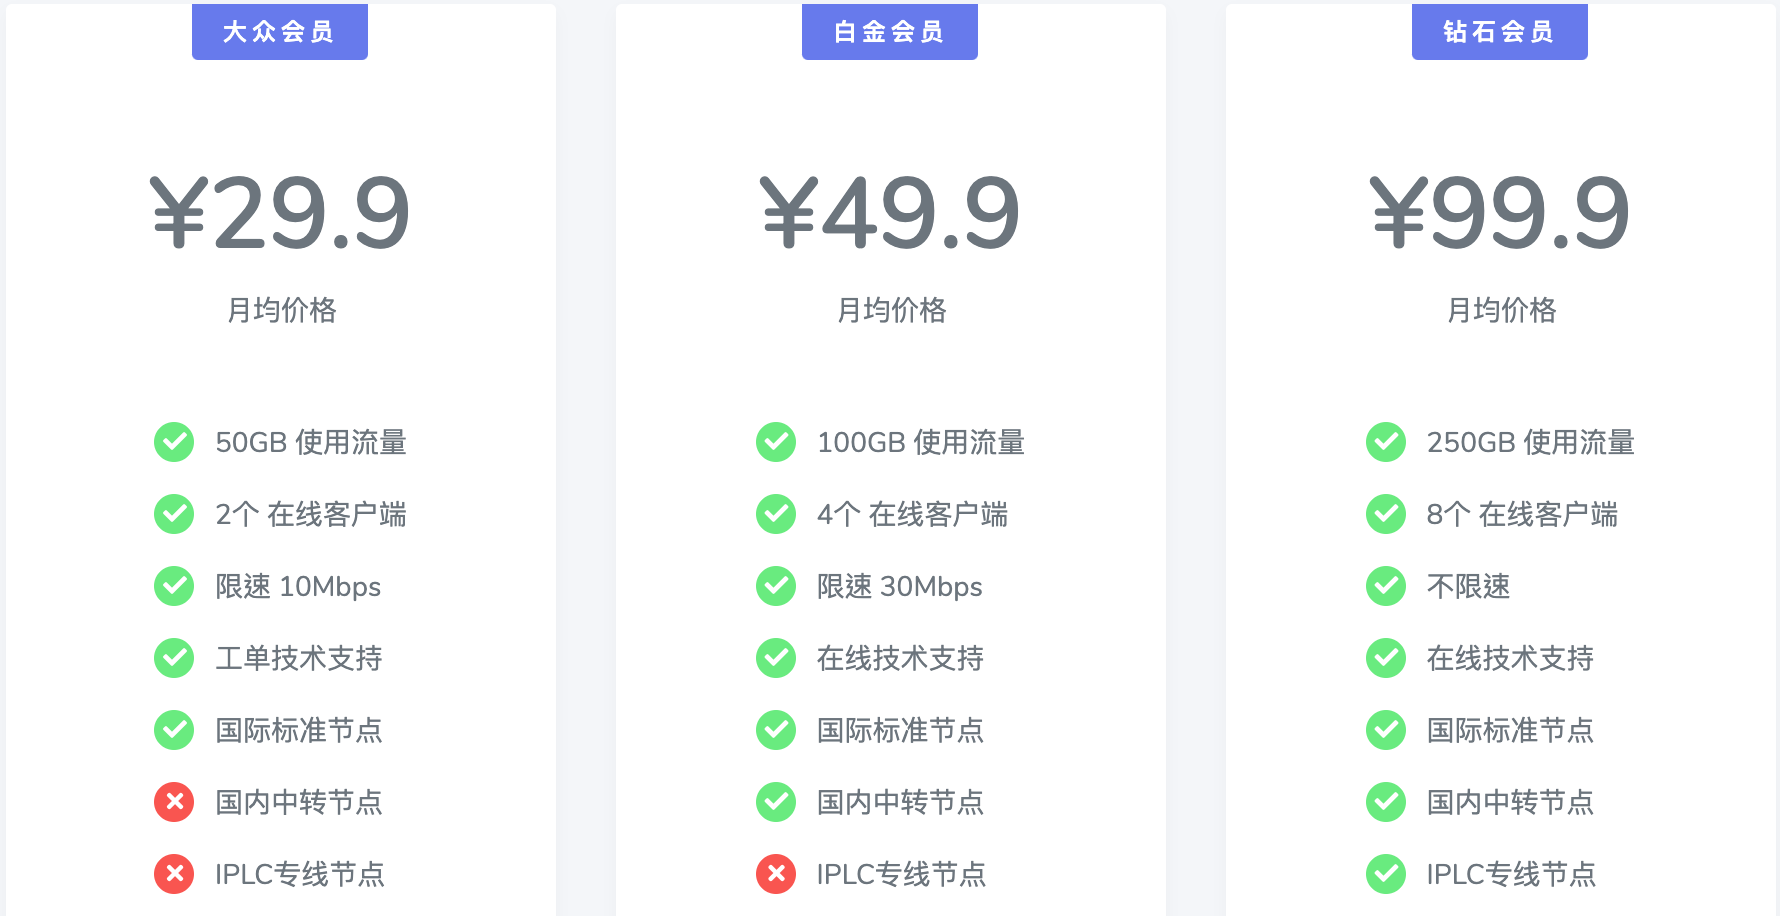 大众会员
¥29.9
月均价格
50GB 使用流量
2个 在线客户端
限速 10Mbps
工单技术支持
国际标准节点
国内中转节点
IPLC专线节点
白金会员
¥49.9
月均价格
100GB 使用流量
4个 在线客户端
限速 30Mbps
在线技术支持
国际标准节点
国内中转节点
IPLC专线节点
钻石会员
¥99.9
月均价格
250GB 使用流量
8个 在线客户端
不限速
在线技术支持
国际标准节点
国内中转节点
IPLC专线节点